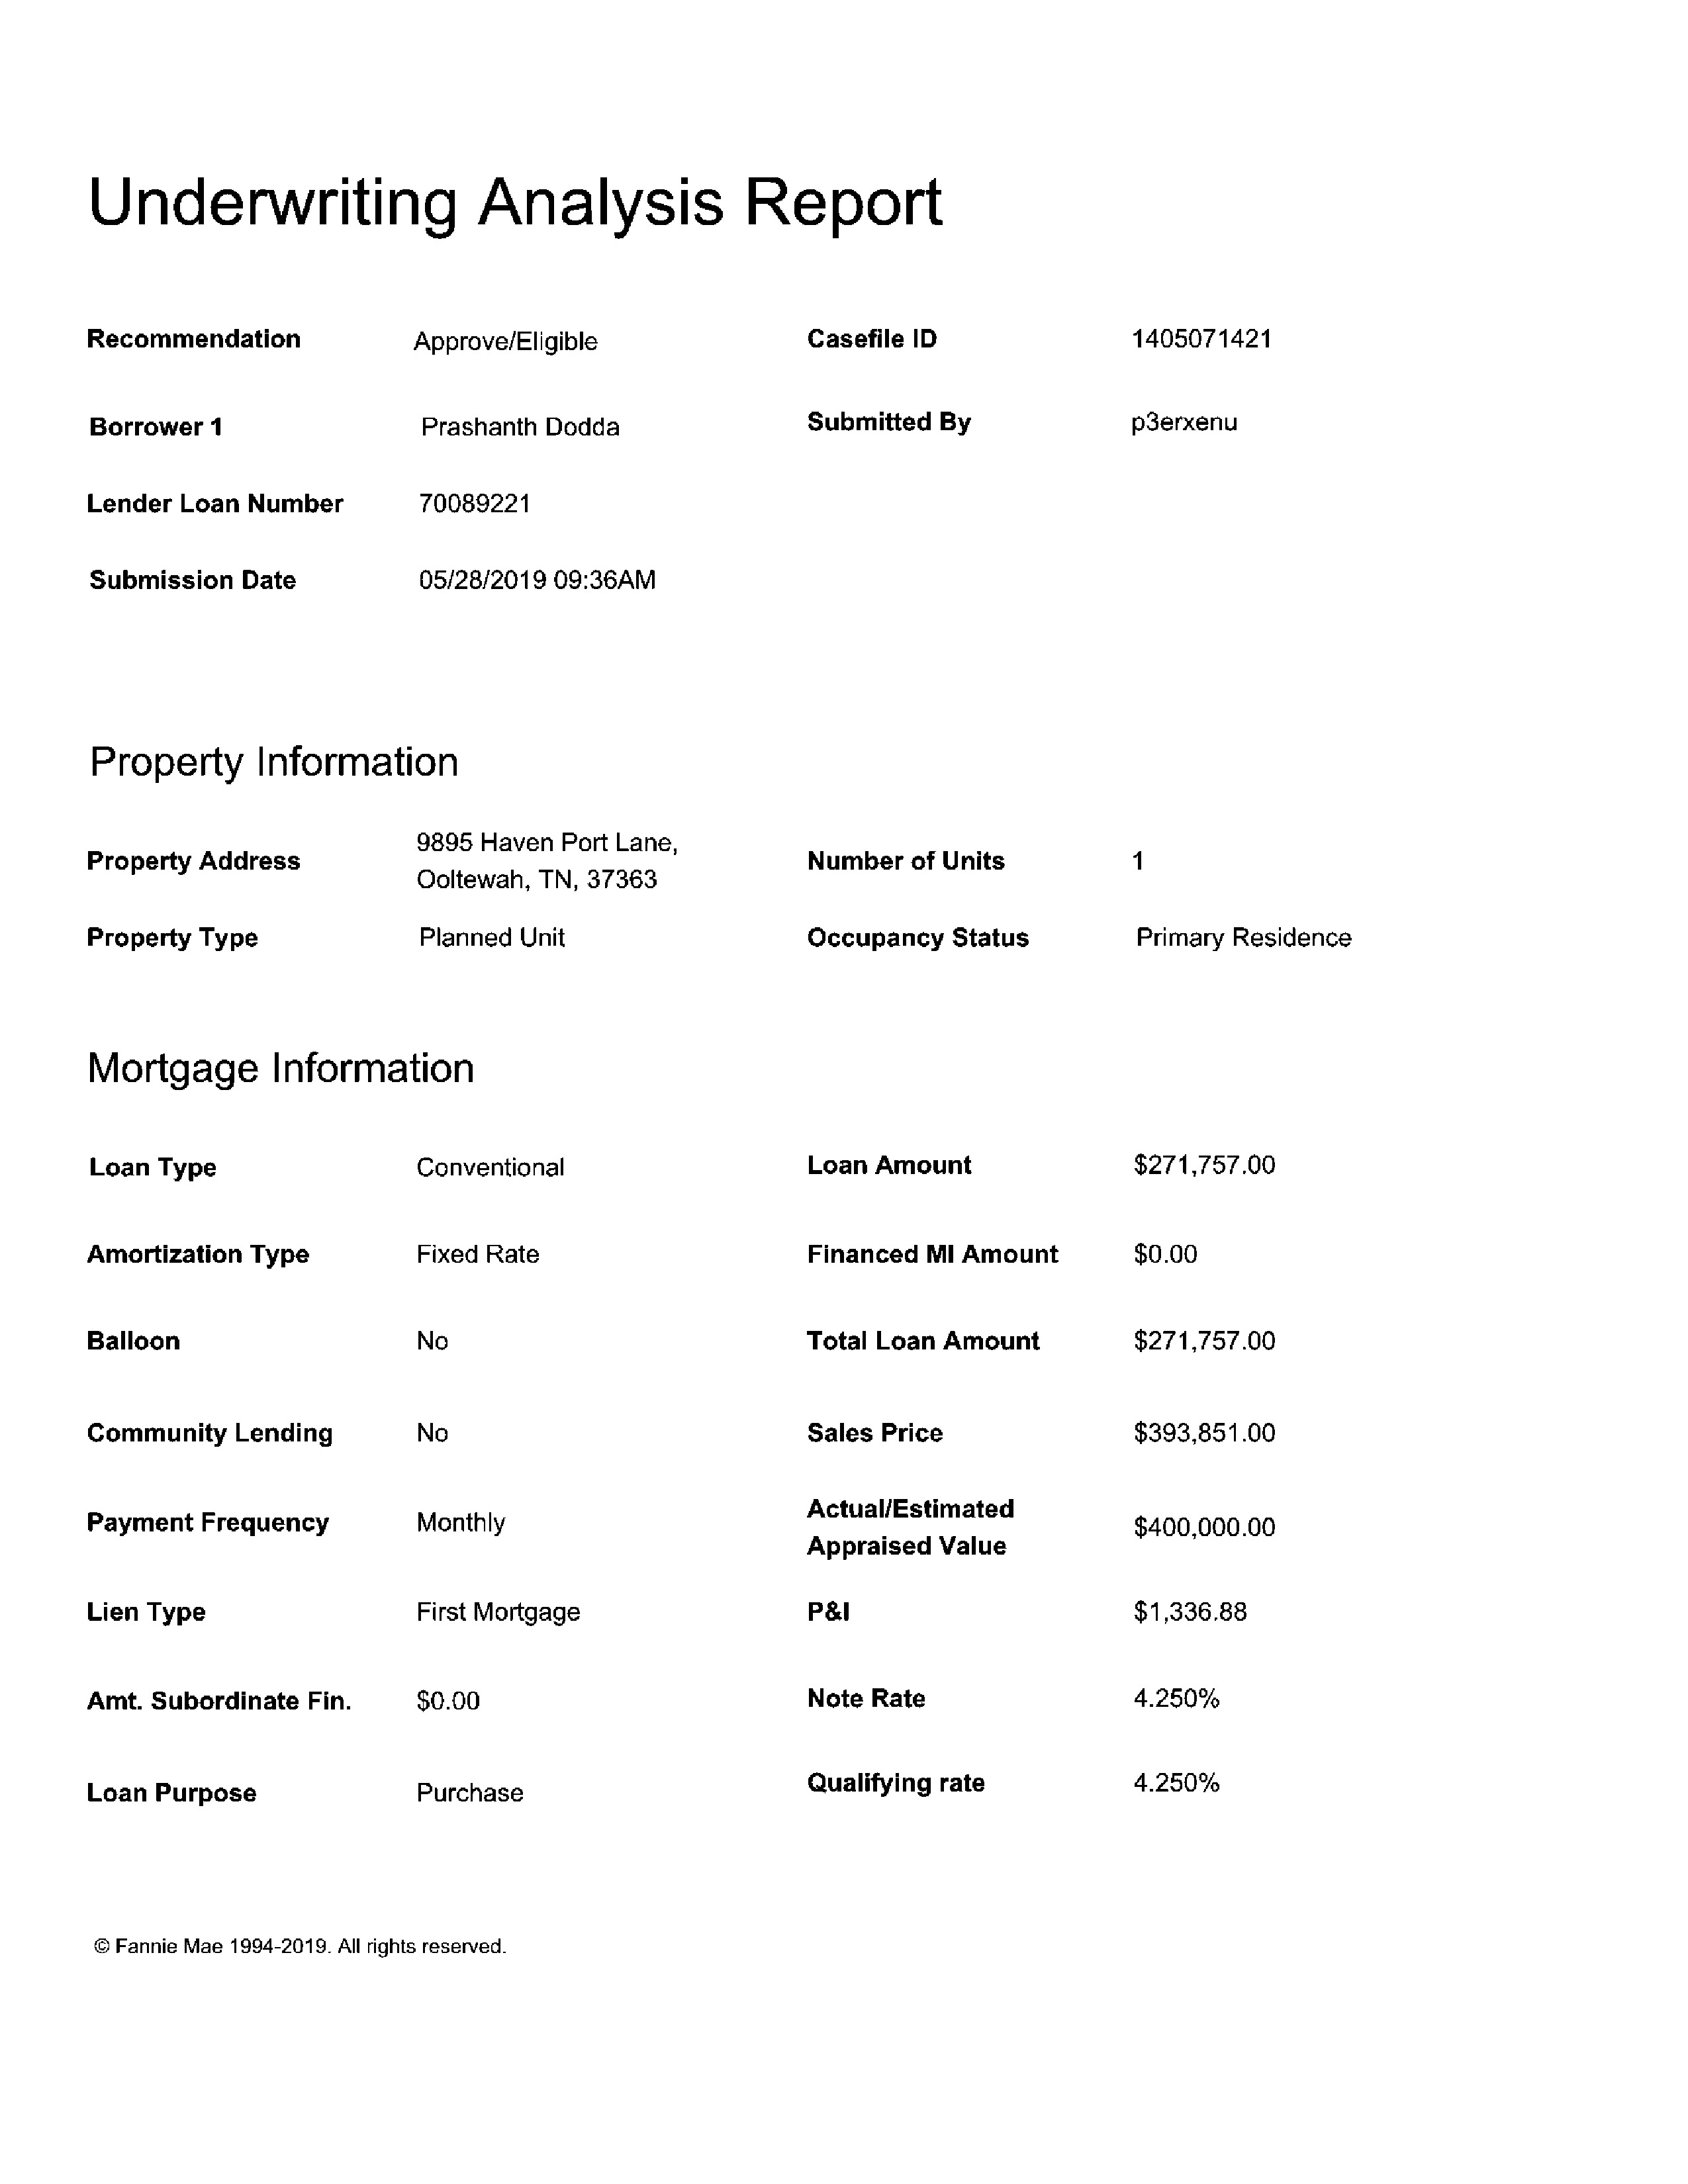 Underwriting Analysis Report
Recommendation Approve/Eligible Casefile ID 1405071421
Borrower 1 Prashanth Dodda Submitted By p3erxenu
Lender Loan Number 70089221
Submission Date 05/28/2019 09:36AM
Property Information
Property Address 9895 Haven Port Lane, Number of Units 1
Ooltewah, TN, 37363
Property Type Planned Unit Occupancy Status Primary Residence
Mortgage Information
Loan Type Conventional Loan Amount $271,757.00
Amortization Type Fixed Rate Financed MI Amount $0.00
Balloon No Total Loan Amount $271,757.00
Community Lending No Sales Price $393,851.00
Payment Frequency Monthly Actual/Estimated $400,000.00
Appraised Value
Lien Type First Mortgage P&I $1,336.88
Amt. Subordinate Fin. $0.00 Note Rate 4.250%
Loan Purpose Purchase Qualifying rate 4.250%
© Fannie Mae 1994-2019. All rights reserved.